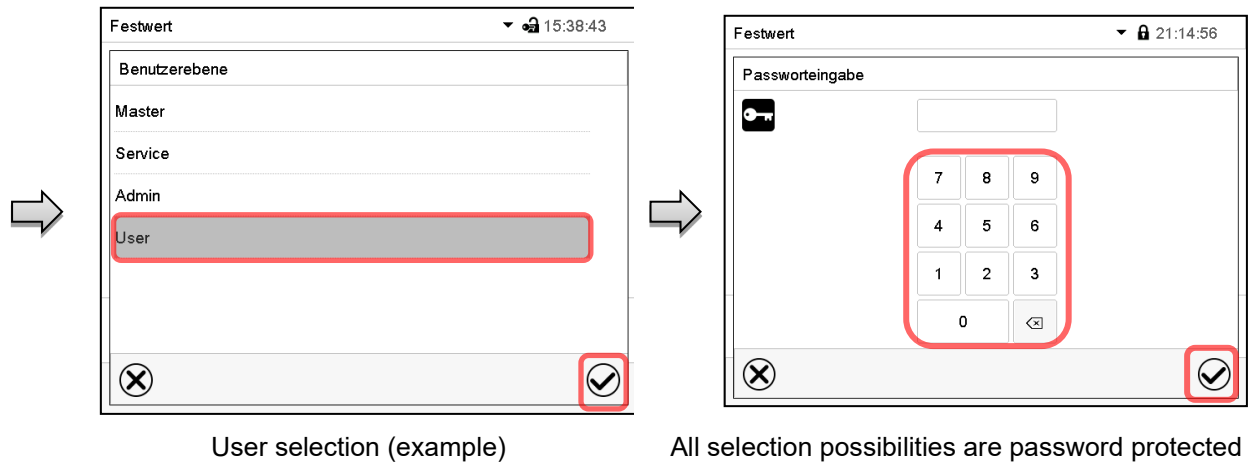 Festwert 15:38:43
Benutzerebene
Master
Service
Admin
User
User selection (example)
Festwert 21:14:56
Passworteingabe
7 8 9
4 5 6
1 2 3
0
All selection possibilities are password protected